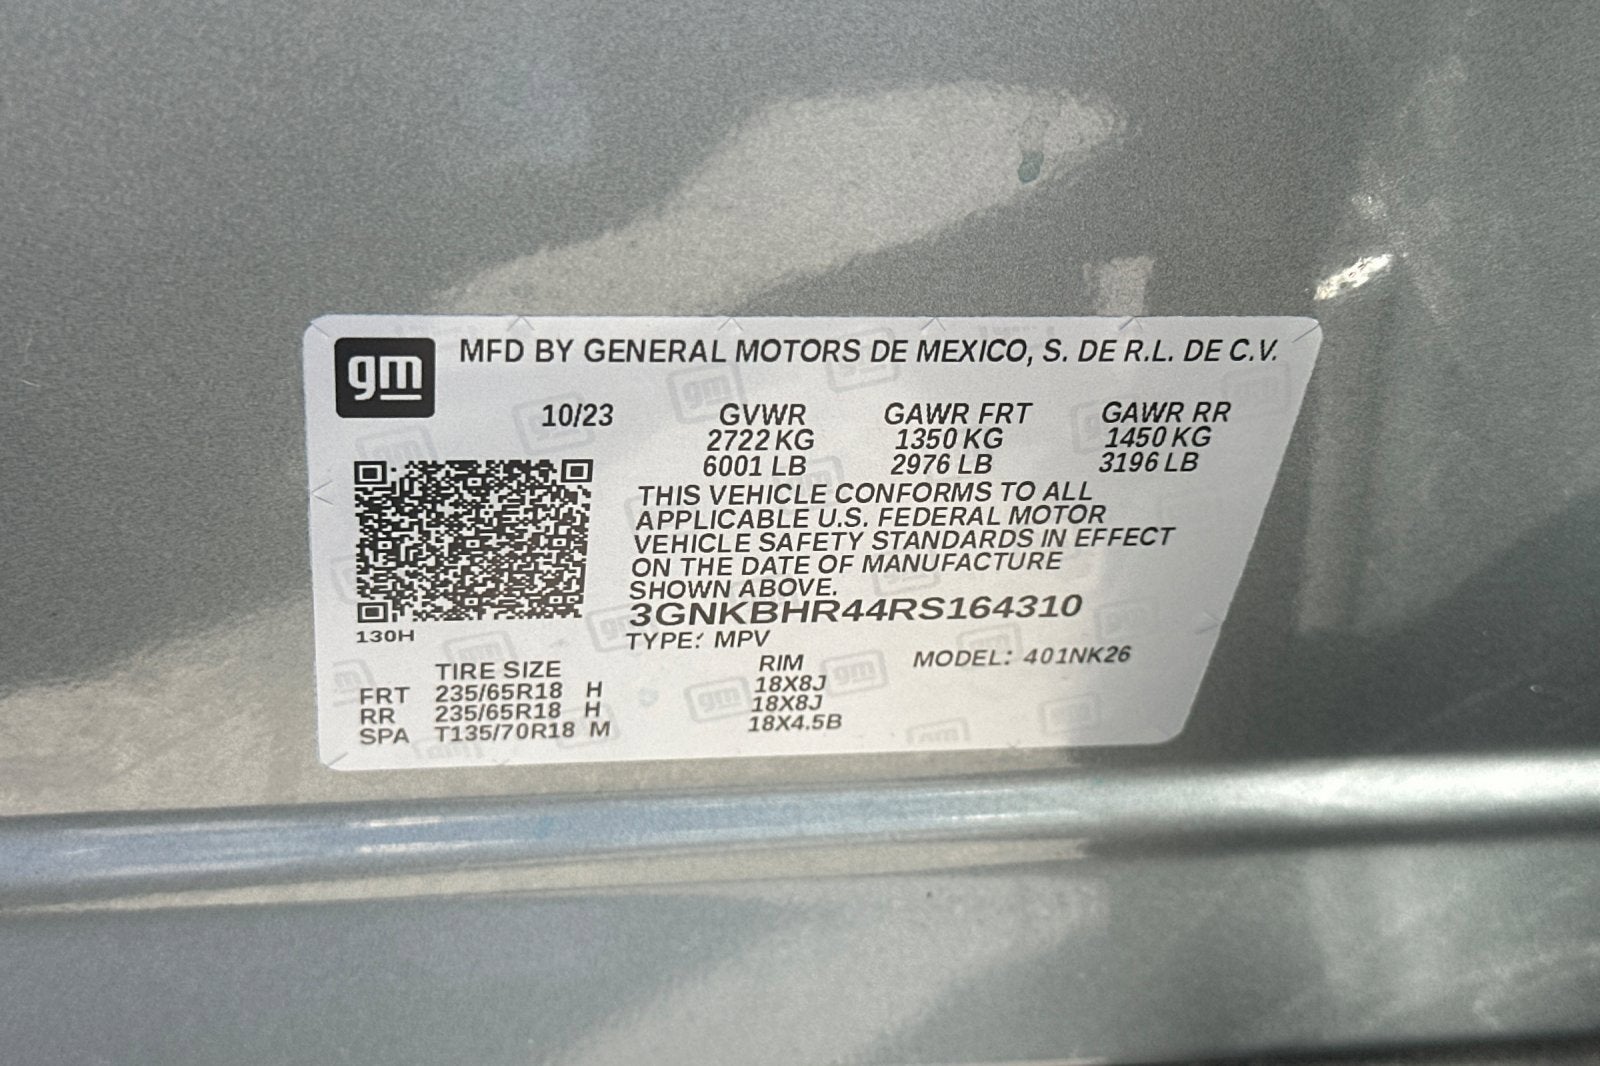 gm
MFD BY GENERAL MOTORS DE MEXICO, S. DE R.L. DE C.V.
10/23 GVWR GAWR FRT GAWR RR
2722 KG 1350 KG 1450 KG
6001 LB 2976 LB 3196 LB
THIS VEHICLE CONFORMS TO ALL
APPLICABLE U.S. FEDERAL MOTOR
VEHICLE SAFETY STANDARDS IN EFFECT
ON THE DATE OF MANUFACTURE
SHOWN ABOVE.
3GNKBHR44RS164310
130H
TYPE: MPV
TIRE SIZE RIM MODEL: 401NK26
FRT 235/65R18 H 18X8J
RR 235/65R18 H 18X8J
SPA T135/70R18 M 18X4.5B